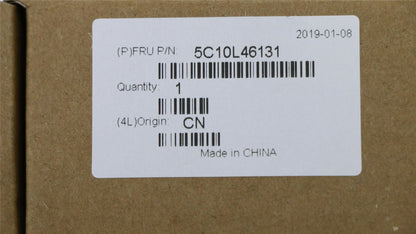 2019-01-08
(P)FRU P/N: 5C10L46131
Quantity: 1
(4L)Origin: CN
Made in CHINA